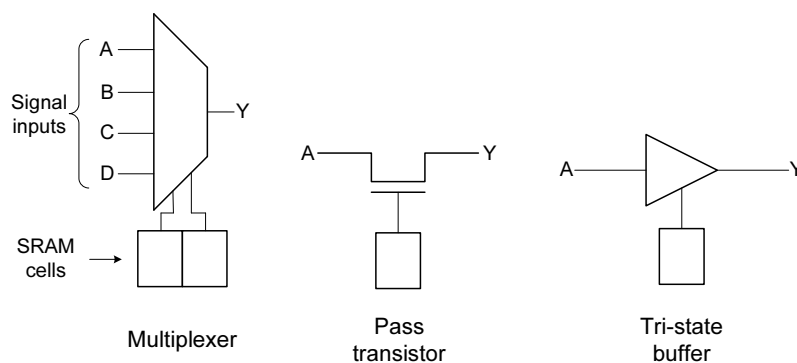 A
B
C
D
Signal
inputs
Y
SRAM
cells
Multiplexer
A
Y
Pass
transistor
A
Y
Tri-state
buffer